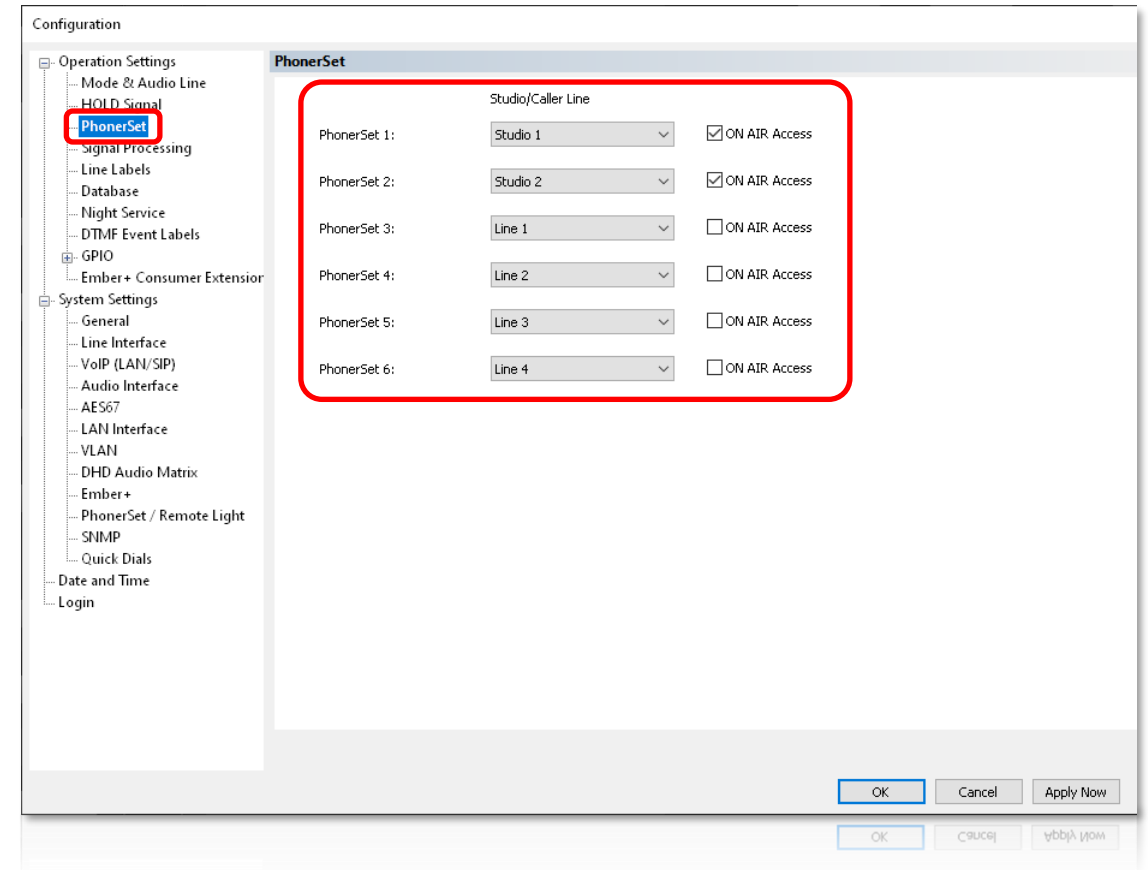 Configuration
Operation Settings
Mode & Audio Line
HOLD Signal
PhonerSet
Signal Processing
Line Labels
Database
Night Service
DTMF Event Labels
GPIO
Ember+ Consumer Extension
System Settings
General
Line Interface
VoIP (LAN/SIP)
Audio Interface
AES67
LAN Interface
VLAN
DHD Audio Matrix
Ember+
PhonerSet / Remote Light
SNMP
Quick Dials
Date and Time
Login
PhonerSet
Studio/Caller Line
PhonerSet 1: Studio 1 ON AIR Access
PhonerSet 2: Studio 2 ON AIR Access
PhonerSet 3: Line 1 ON AIR Access
PhonerSet 4: Line 2 ON AIR Access
PhonerSet 5: Line 3 ON AIR Access
PhonerSet 6: Line 4 ON AIR Access
OK Cancel Apply Now
OK Cancel Apply Now